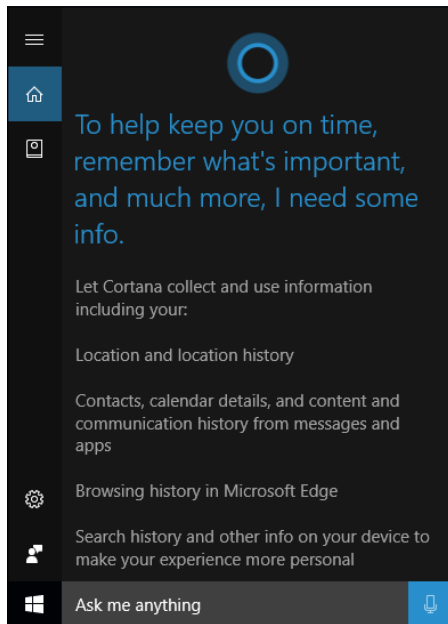 To help keep you on time,
remember what's important,
and much more, I need some
info.
Let Cortana collect and use information
including your:
Location and location history
Contacts, calendar details, and content and
communication history from messages and
apps
Browsing history in Microsoft Edge
Search history and other info on your device to
make your experience more personal
Ask me anything